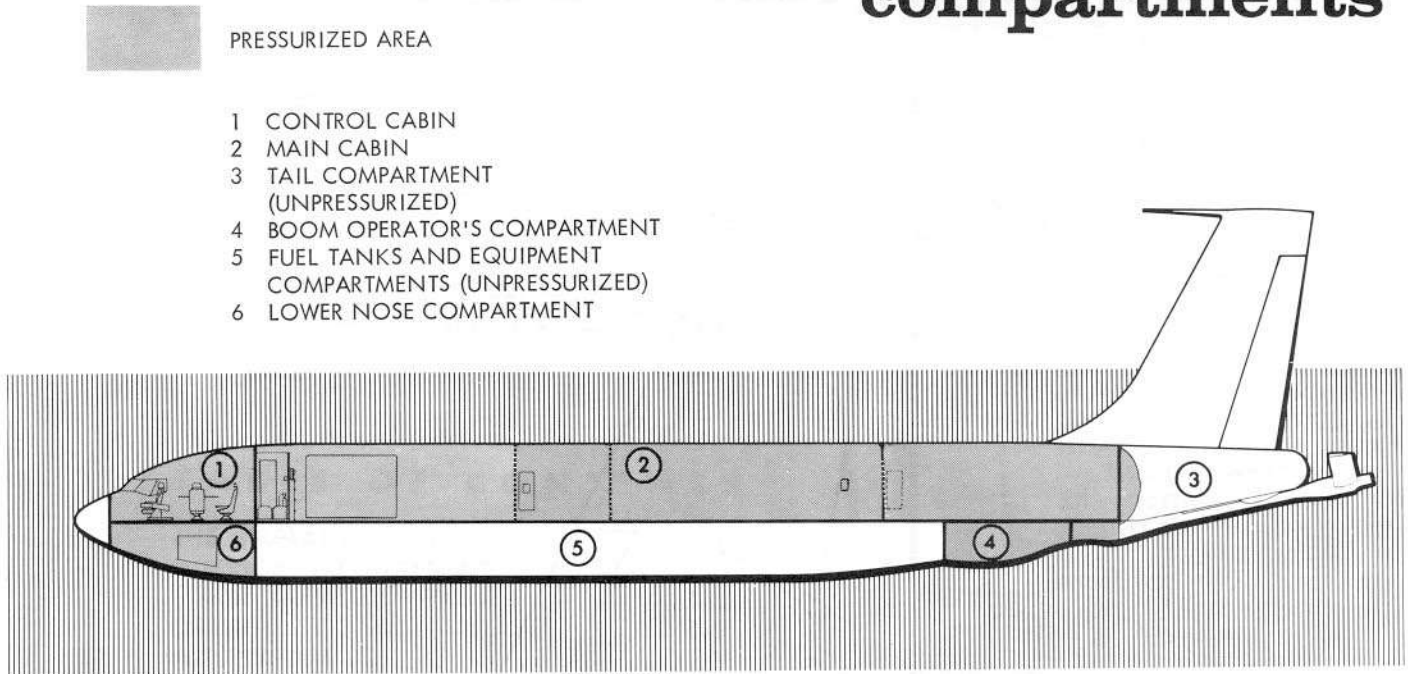 compartments
PRESSURIZED AREA
1 CONTROL CABIN
2 MAIN CABIN
3 TAIL COMPARTMENT
(UNPRESSURIZED)
4 BOOM OPERATOR'S COMPARTMENT
5 FUEL TANKS AND EQUIPMENT
COMPARTMENTS (UNPRESSURIZED)
6 LOWER NOSE COMPARTMENT
1
2
3
6
5
4